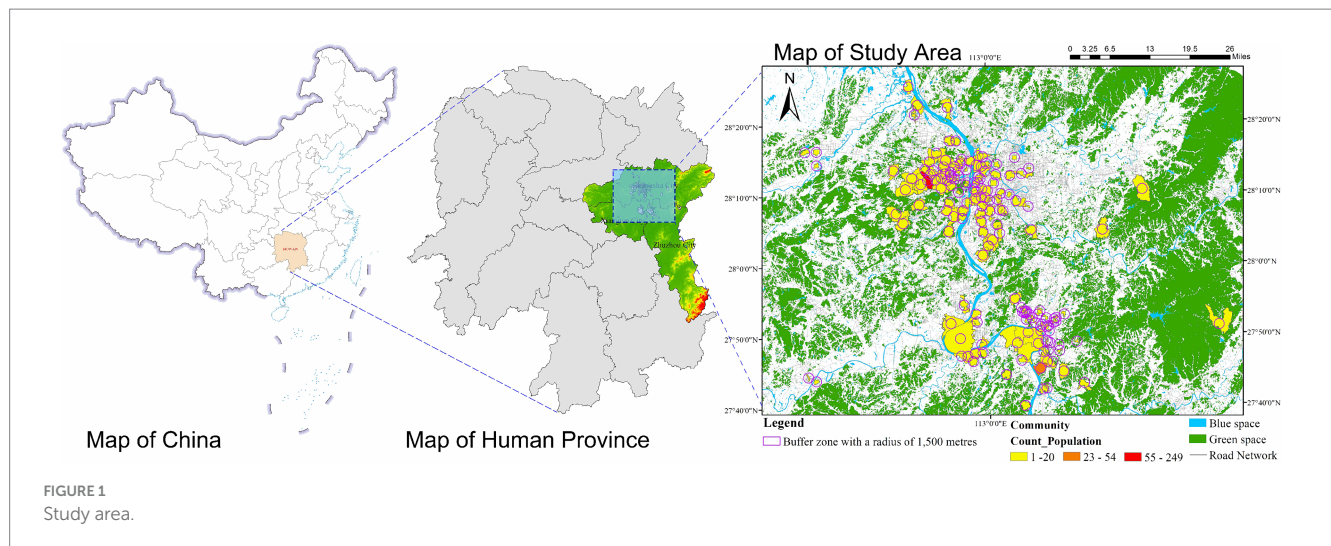 Map of Study Area
113°0'0"E
0 3.25 6.5 13 19.5 26
Miles
N
28°20'0"N
28°20'0"N
28°10'0"N
28°10'0"N
28°0'0"N
28°0'0"N
27°50'0"N
27°50'0"N
27°40'0"N
27°40'0"N
113°0'0"E
Zhuzhou City
Map of China
Map of Human Province
Legend
Buffer zone with a radius of 1,500 metres
Community
Count_Population
1 -20
23 - 54
55 - 249
Blue space
Green space
Road Network
FIGURE 1
Study area.